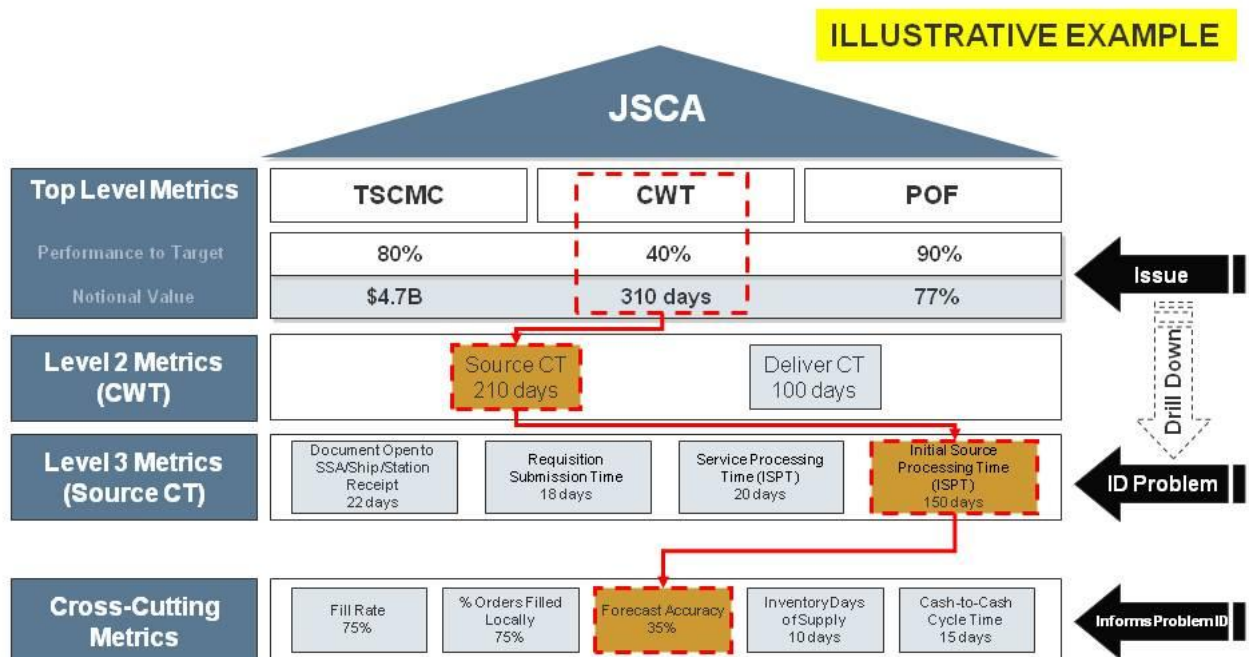 ILLUSTRATIVE EXAMPLE
JSCA
Top Level Metrics
TSCMC
CWT
POF
Performance to Target
80%
40%
90%
Issue
Notional Value
$4.7B
310 days
77%
Level 2 Metrics
(CWT)
Source CT
210 days
Deliver CT
100 days
Drill Down
Level 3 Metrics
(Source CT)
Document Open to
SSA/Ship/Station
Receipt
22 days
Requisition
Submission Time
18 days
Service Processing
Time (ISPT)
20 days
Initial Source
Processing Time
(ISPT)
150 days
ID Problem
Cross-Cutting
Metrics
Fill Rate
75%
% Orders Filled
Locally
75%
Forecast Accuracy
35%
Inventory Days
of Supply
10 days
Cash-to-Cash
Cycle Time
15 days
Informs Problem ID